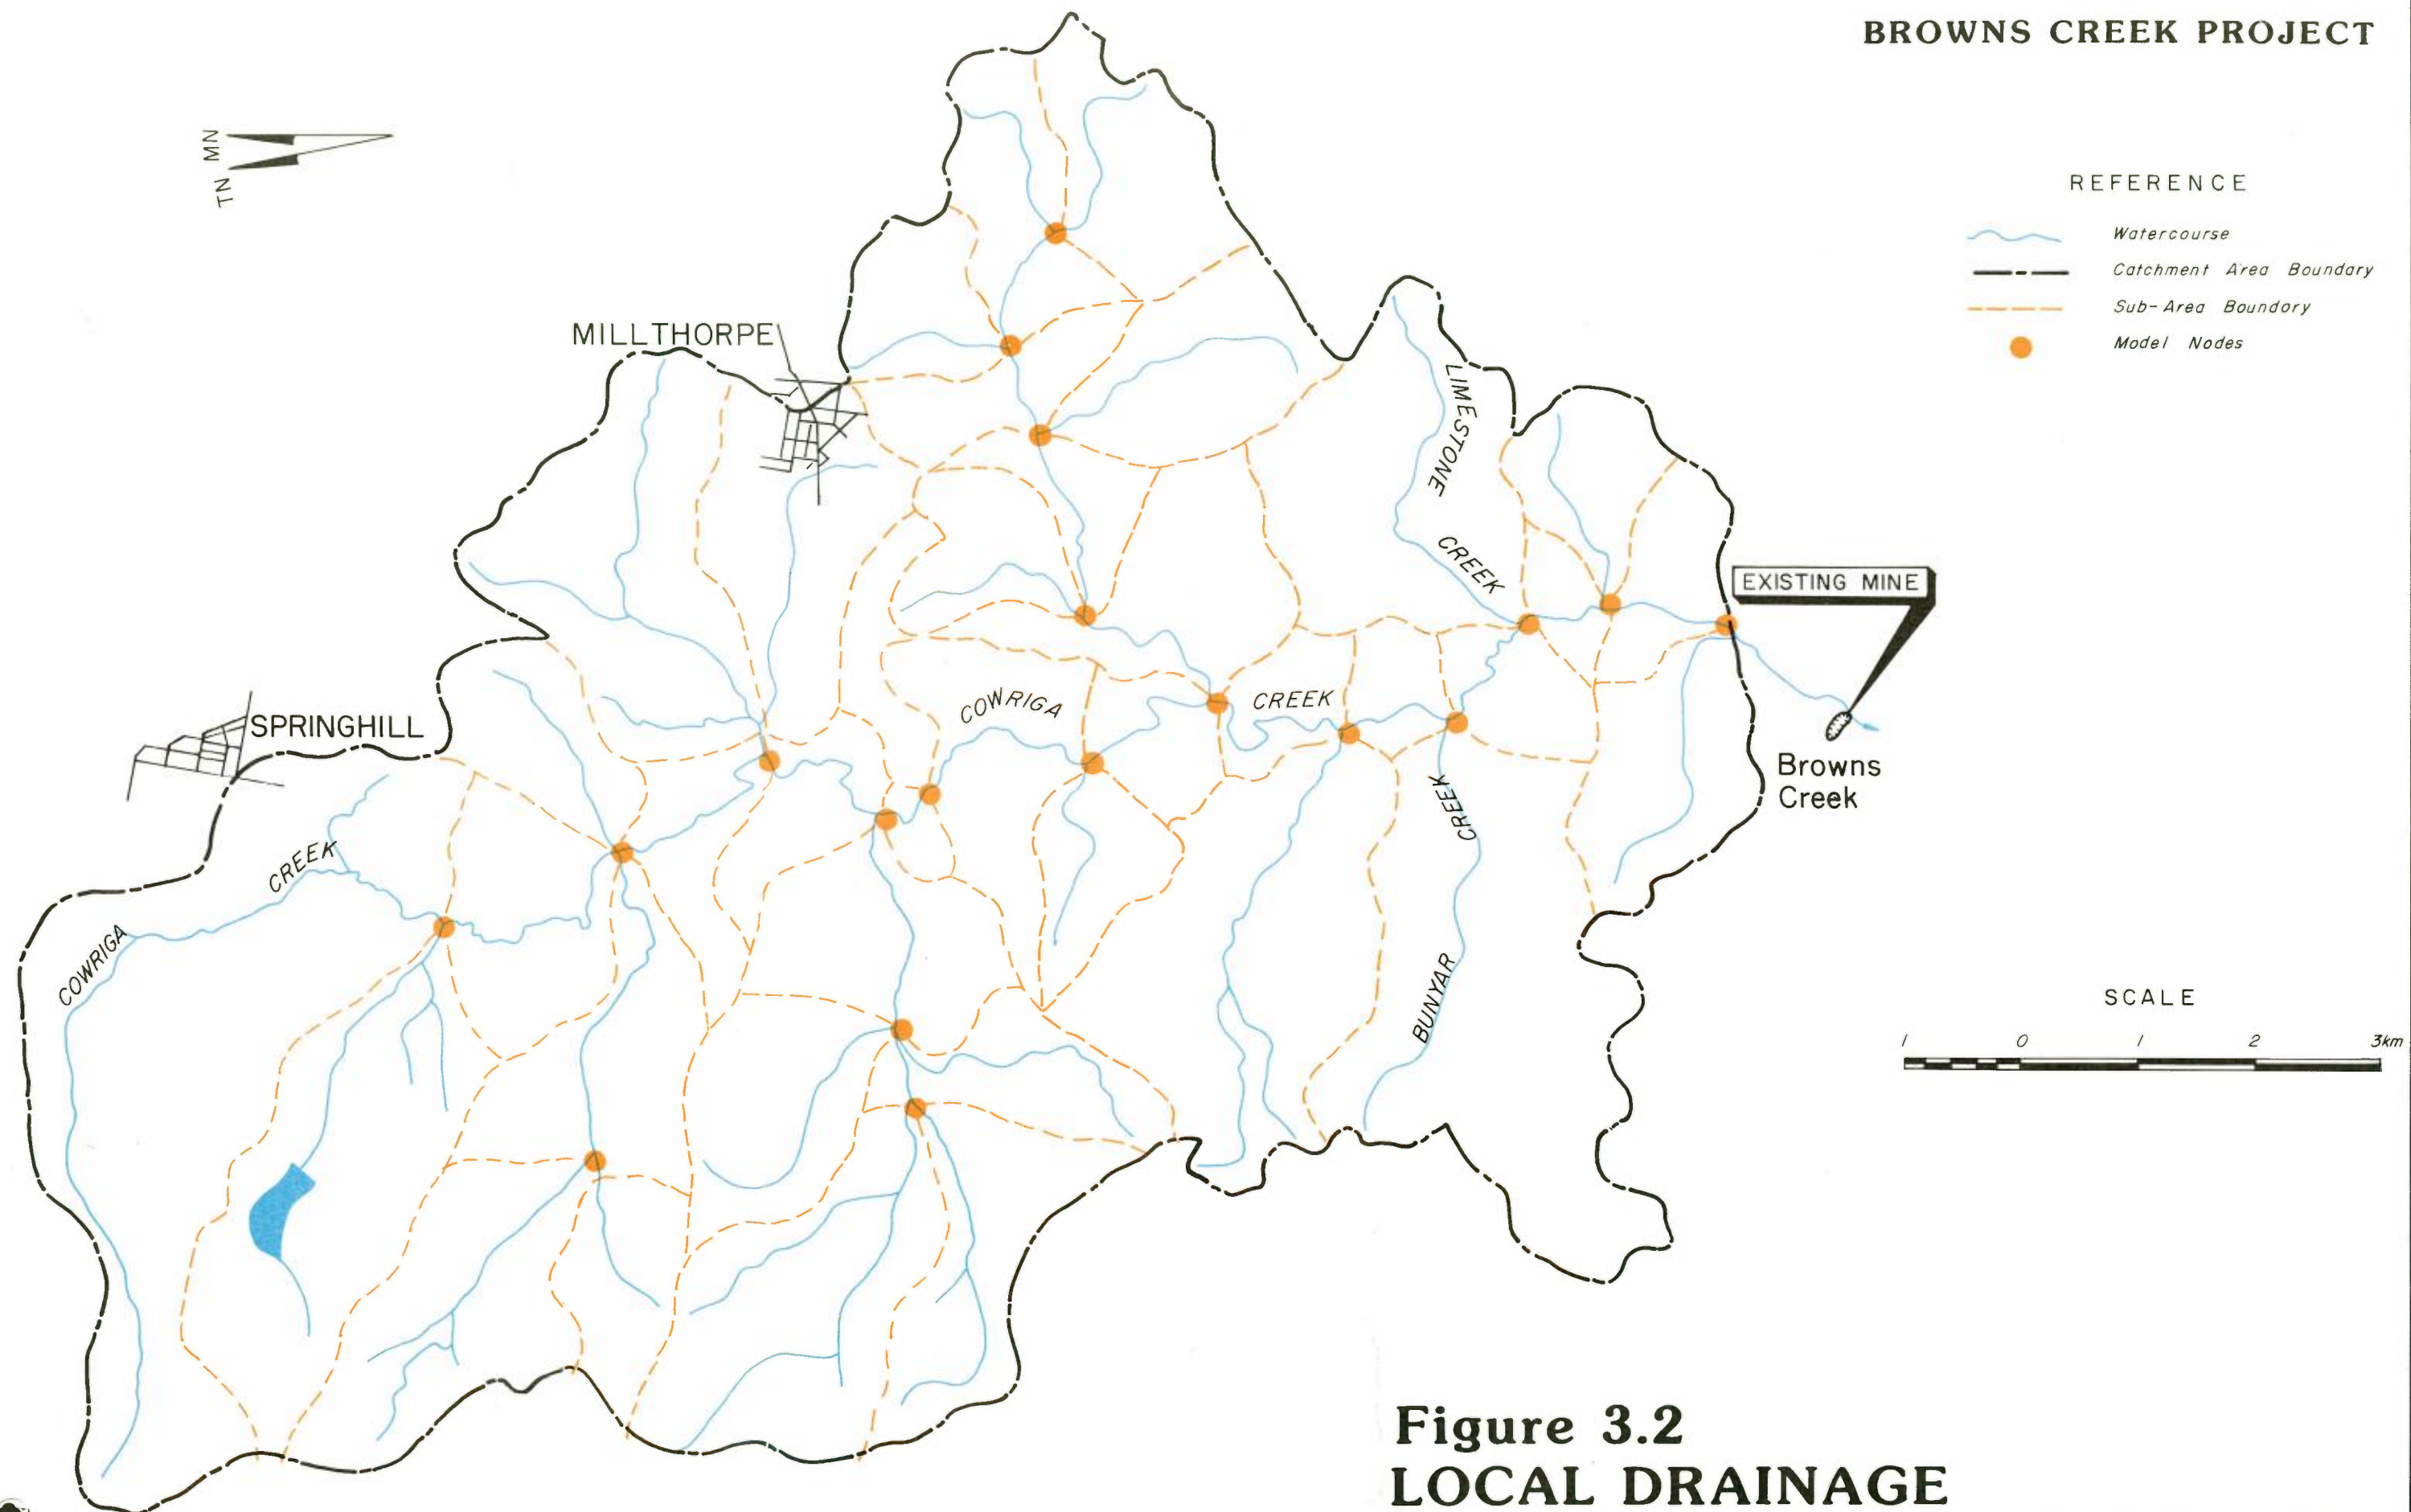 BROWNS CREEK PROJECT
MN
TN
REFERENCE
Watercourse
Catchment Area Boundary
Sub-Area Boundary
Model Nodes
MILLTHORPE
LIMESTONE
CREEK
EXISTING MINE
SPRINGHILL
COWRIGA
CREEK
Browns
Creek
CREEK
COWRIGA
CREEK
BUNYAR
SCALE
1 0 1 2 3km
Figure 3.2
LOCAL DRAINAGE